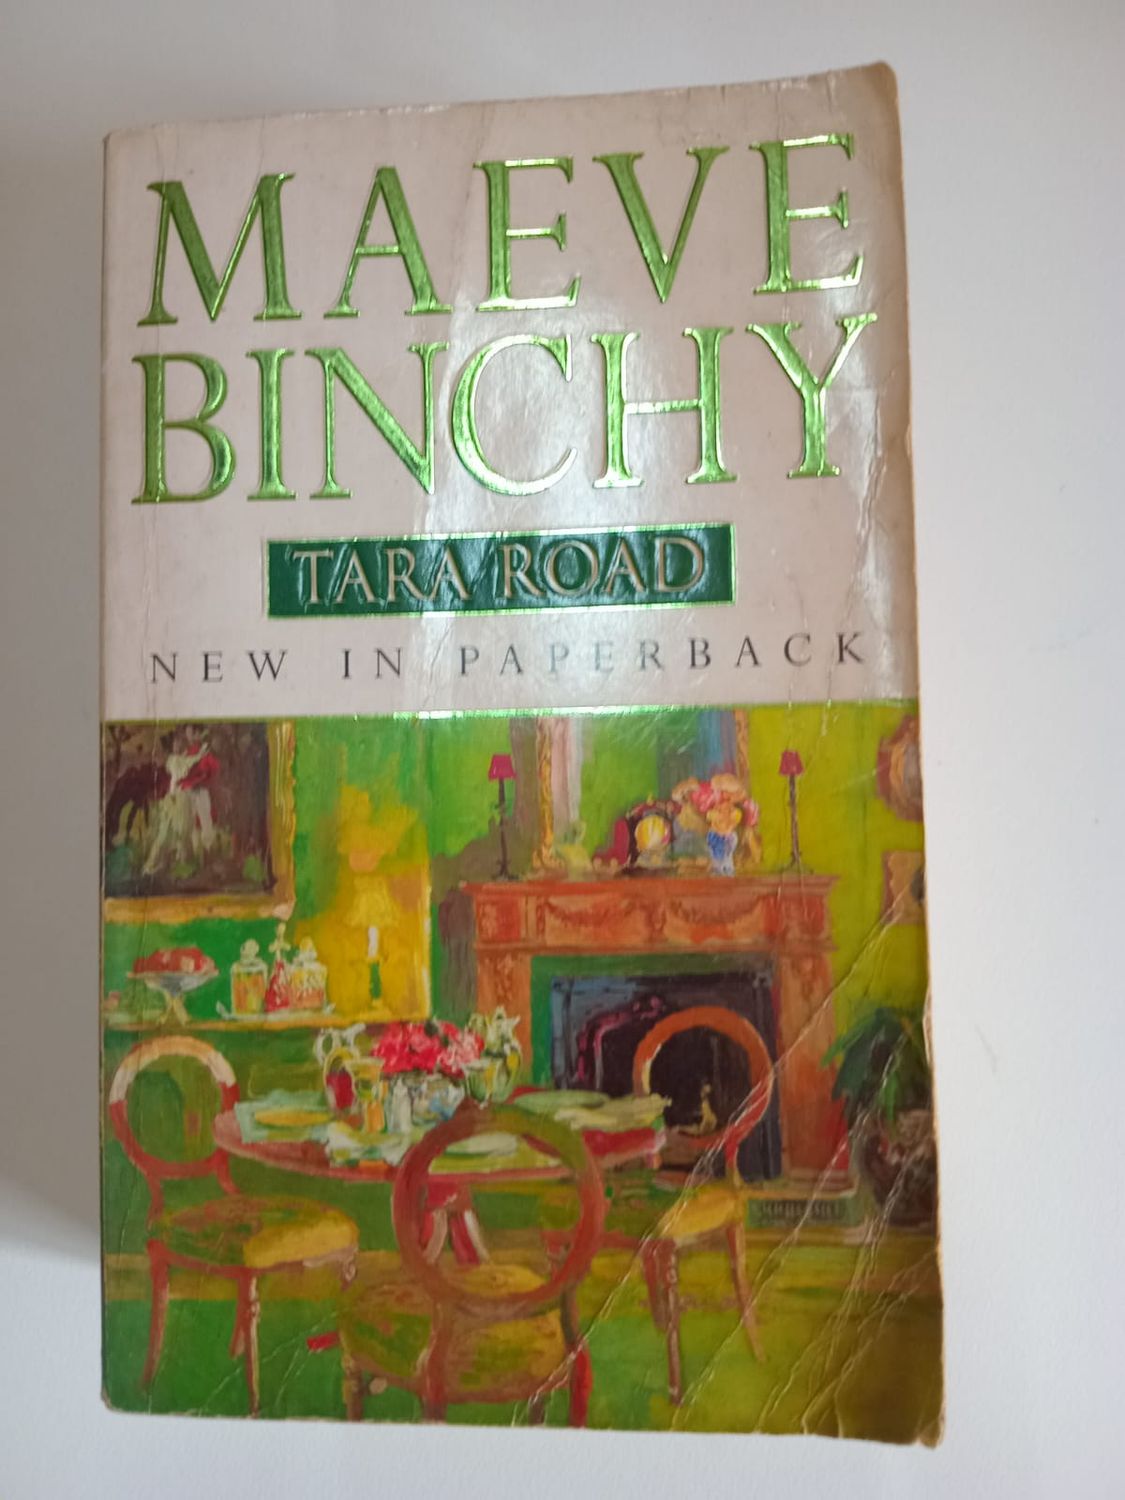 MAEVE
BINCHY
TARA ROAD
NEW IN PAPERBACK